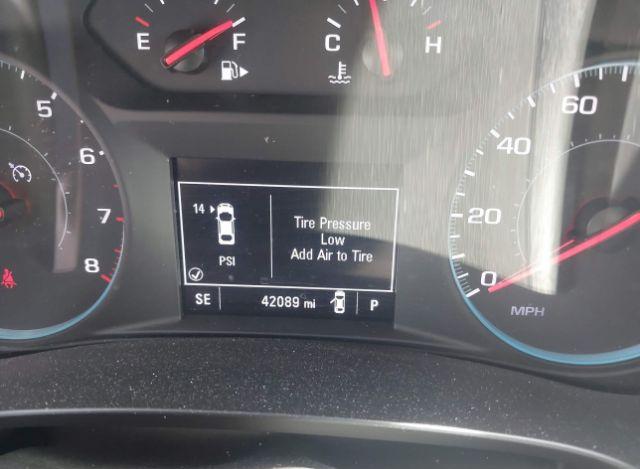 E F
C H
5
6
7
8
14
PSI
Tire Pressure
Low
Add Air to Tire
SE 42089 mi P
60
40
20
0
MPH